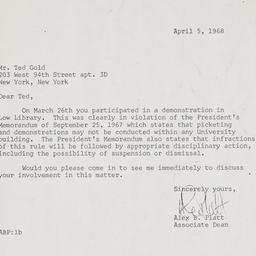 April 5, 1968
Mr. Ted Gold
203 West 94th Street apt. 3D
New York, New York
Dear Ted,
On March 26th you participated in a demonstration in
Low Library. This was clearly in violation of the President's
Memorandum of September 25, 1967 which states that picketing
and demonstrations may not be conducted within any University
building. The President's Memorandum also states that infractions
of this rule will be followed by appropriate disciplinary action,
including the possibility of suspension or dismissal.
Would you please come in to see me immediately to discuss
your involvement in this matter.
Sincerely yours,
Alex B. Platt
Associate Dean
ABP:lb